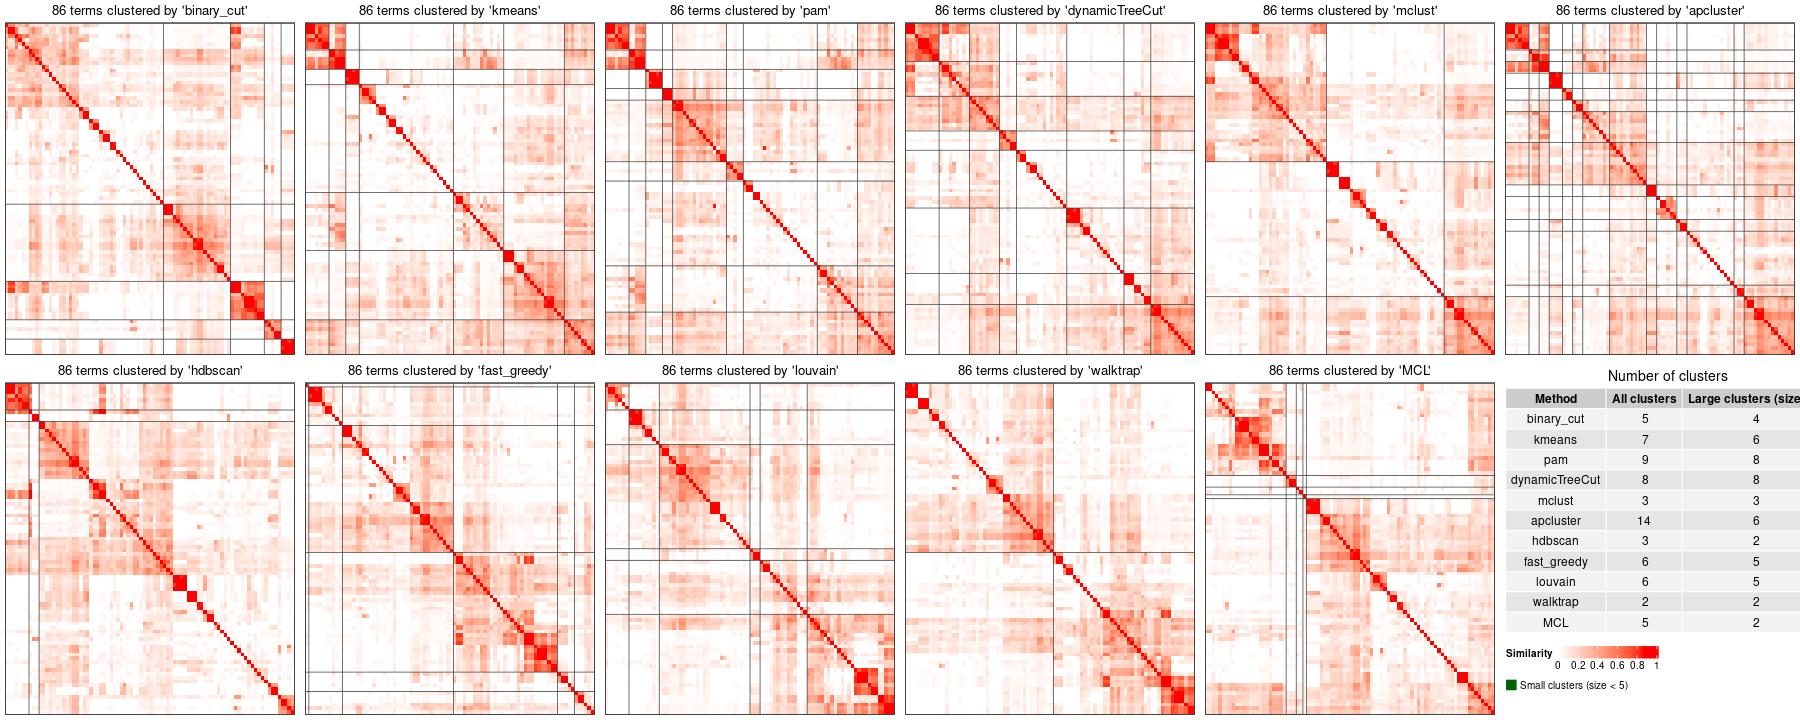 86 terms clustered by 'binary_cut'
86 terms clustered by 'kmeans'
86 terms clustered by 'pam'
86 terms clustered by 'dynamicTreeCut'
86 terms clustered by 'mclust'
86 terms clustered by 'apcluster'
86 terms clustered by 'hdbscan'
86 terms clustered by 'fast_greedy'
86 terms clustered by 'louvain'
86 terms clustered by 'walktrap'
86 terms clustered by 'MCL'
Number of clusters
Method All clusters Large clusters (size
binary_cut 5 4
kmeans 7 6
pam 9 8
dynamicTreeCut 8 8
mclust 3 3
apcluster 14 6
hdbscan 3 2
fast_greedy 6 5
louvain 6 5
walktrap 2 2
MCL 5 2
Similarity
0 0.2 0.4 0.6 0.8 1
Small clusters (size < 5)